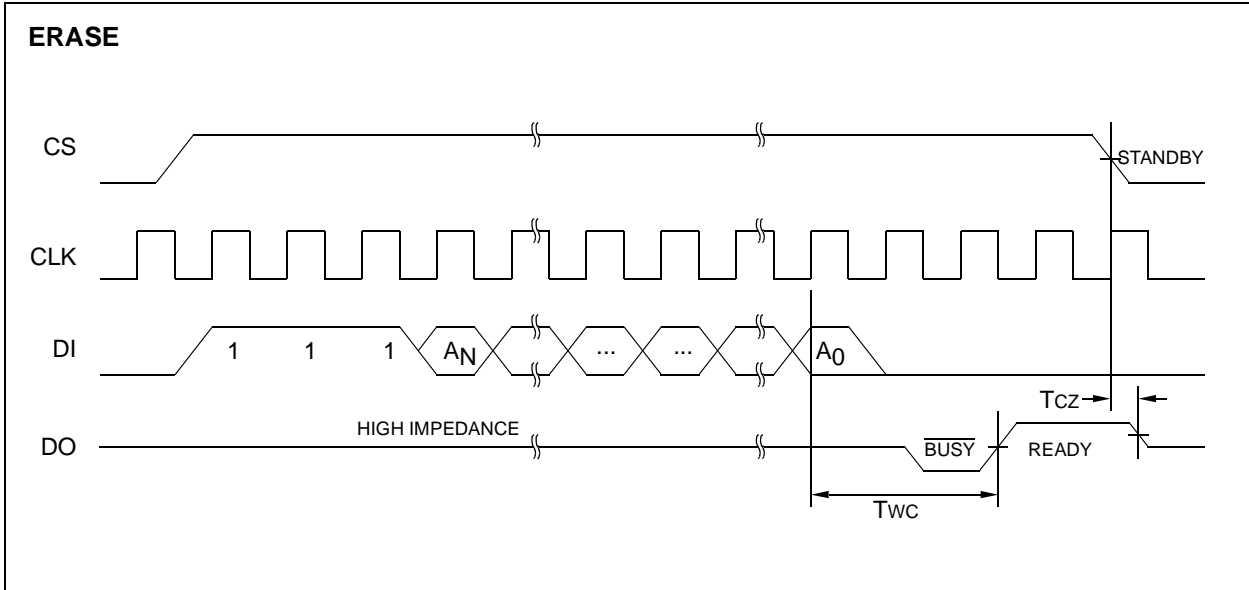 ERASE
CS
STANDBY
CLK
DI
1 1 1 AN ... ... A0
TCZ
HIGH IMPEDANCE
DO
BUSY
READY
TWC